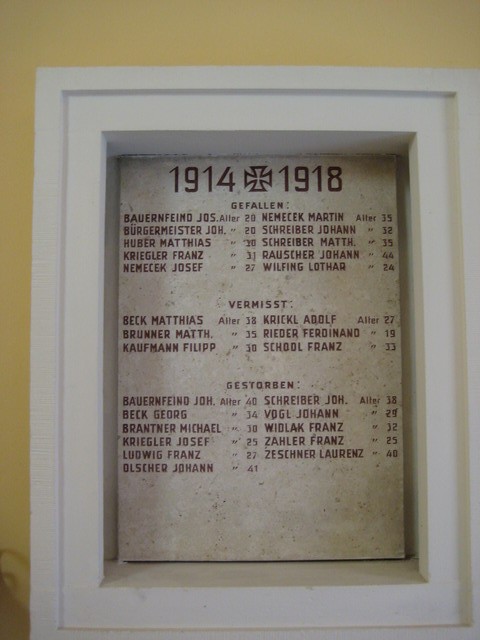 1914 1918
GEFALLEN:
BAUERNFEIND JOS. Alter 20 NEMECEK MARTIN Alter 35
BÜRGERMEISTER JOH. " 20 SCHREIBER JOHANN " 32
HUBER MATTHIAS " 30 SCHREIBER MATTH. " 35
KRIEGLER FRANZ " 31 RAUSCHER JOHANN " 44
NEMECEK JOSEF " 27 WILFING LOTHAR " 24
VERMISST:
BECK MATTHIAS Alter 38 KRICKL ADOLF Alter 27
BRUNNER MATTH. " 35 RIEDER FERDINAND " 19
KAUFMANN FILIPP " 30 SCHODL FRANZ " 33
GESTORBEN:
BAUERNFEIND JOH. Alter 40 SCHREIBER JOH. Alter 38
BECK GEORG " 34 VOGL JOHANN " 29
BRANTNER MICHAEL " 30 WIDLAK FRANZ " 32
KRIEGLER JOSEF " 25 ZAHLER FRANZ " 25
LUDWIG FRANZ " 27 ZESCHNER LAURENZ " 40
OLSCHER JOHANN " 41